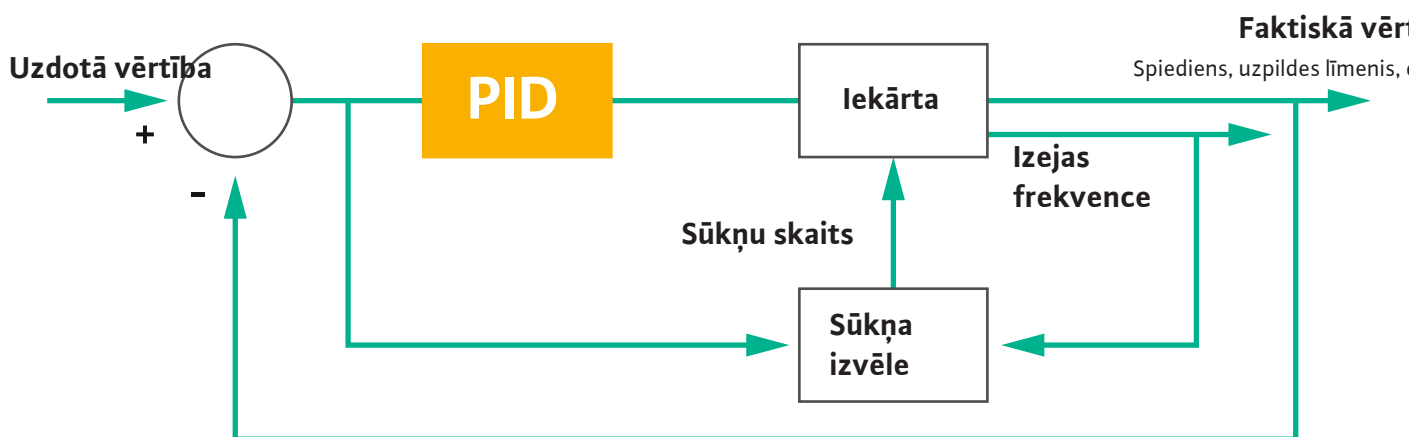 Faktiskā vērt
Uzdotā vērtība
Spiediens, uzpildes līmenis,
PID
Iekārta
+
Izejas
frekvence
-
Sūkņu skaits
Sūkņa
izvēle